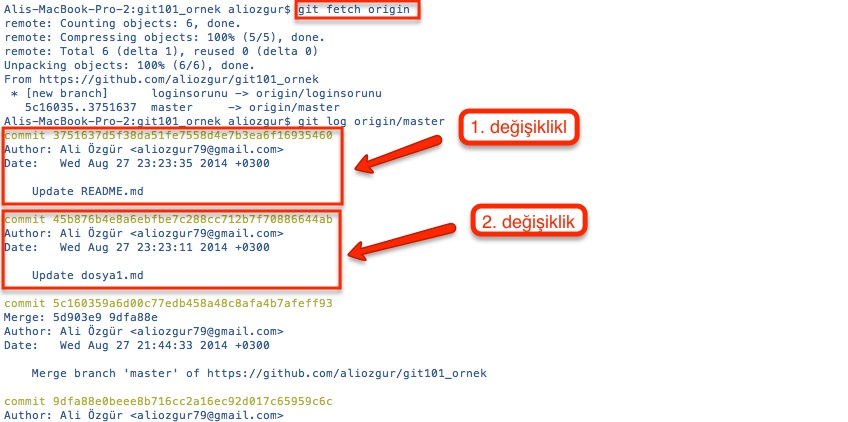 Alis-MacBook-Pro-2:git101_ornek aliozgur$ git fetch origin
remote: Counting objects: 6, done.
remote: Compressing objects: 100% (5/5), done.
remote: Total 6 (delta 1), reused 0 (delta 0)
Unpacking objects: 100% (6/6), done.
From https://github.com/aliozgur/git101_ornek
 * [new branch]      loginsorunu -> origin/loginsorunu
   5c16035..3751637  master     -> origin/master
Alis-MacBook-Pro-2:git101_ornek aliozgur$ git log origin/master
1. değişiklikl
commit 3751637d5f38da51fe7558d4e7b3ea6f16935460
Author: Ali Özgür <aliozgur79@gmail.com>
Date:   Wed Aug 27 23:23:35 2014 +0300
    Update README.md
commit 45b876b4e8a6ebfbe7c288cc712b7f70886644ab
2. değişiklik
Author: Ali Özgür <aliozgur79@gmail.com>
Date:   Wed Aug 27 23:23:11 2014 +0300
    Update dosya1.md
commit 5c160359a6d00c77edb458a48c8afa4b7afeff93
Merge: 5d903e9 9dfa88e
Author: Ali Özgür <aliozgur79@gmail.com>
Date:   Wed Aug 27 21:44:33 2014 +0300
    Merge branch 'master' of https://github.com/aliozgur/git101_ornek
commit 9dfa88e0beee8b716cc2a16ec92d017c65959c6c
Author: Ali Özgür <aliozgur79@gmail.com>